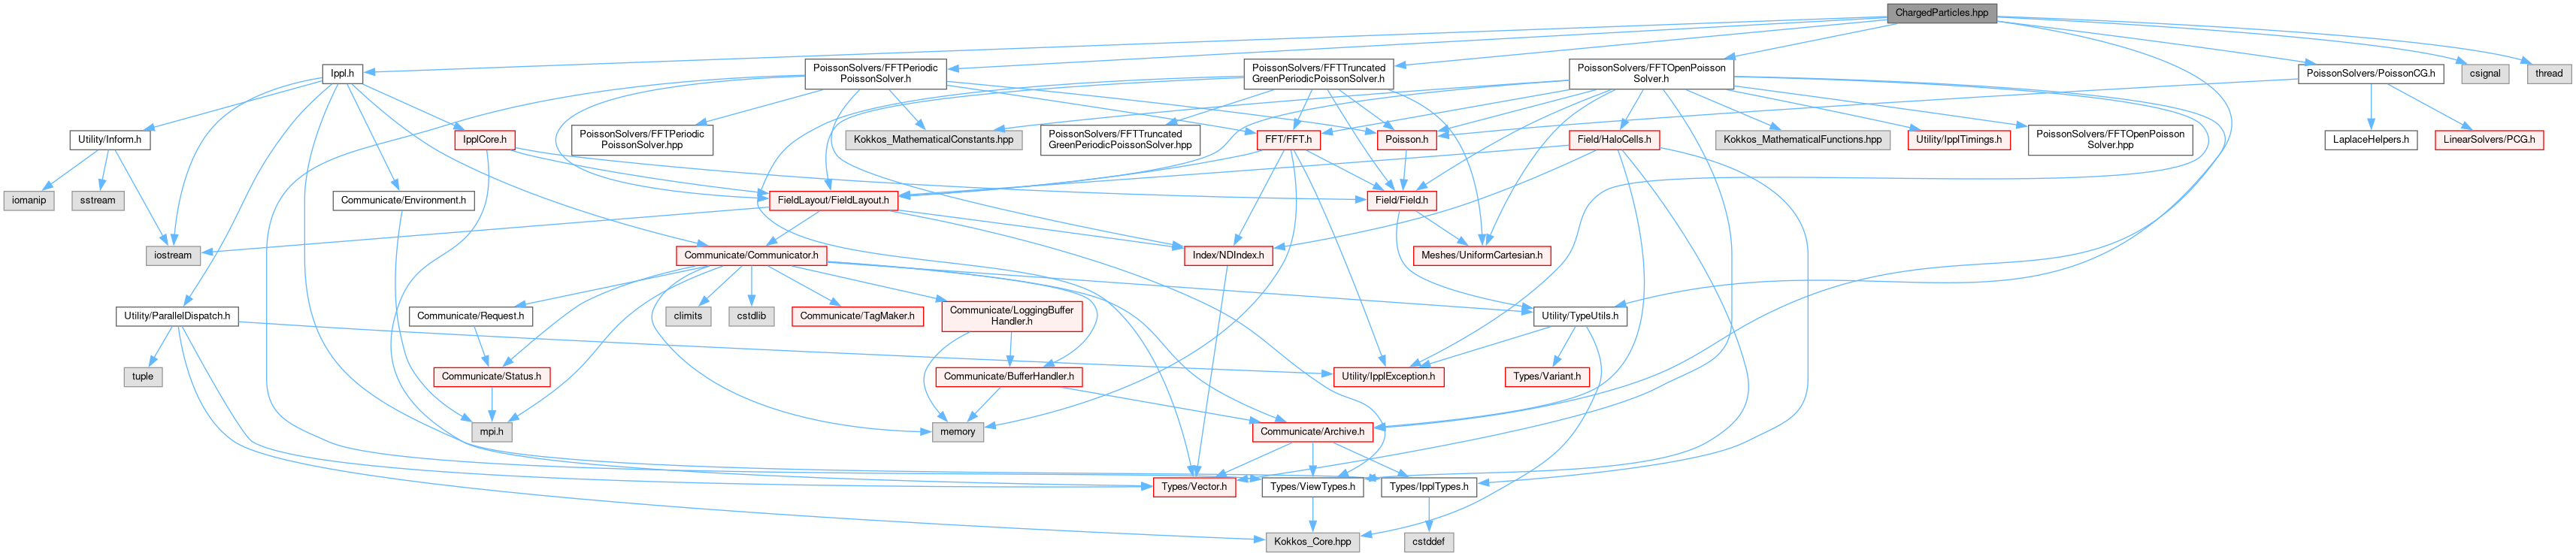 ChargedParticles.hpp
Ippl.h
PoissonSolvers/FFTPeriodic
PoissonSolver.h
PoissonSolvers/FFTTruncated
GreenPeriodicPoissonSolver.h
PoissonSolvers/FFTOpenPoisson
Solver.h
PoissonSolvers/PoissonCG.h
csignal
thread
Utility/Inform.h
IpplCore.h
PoissonSolvers/FFTPeriodic
PoissonSolver.hpp
Kokkos_MathematicalConstants.hpp
PoissonSolvers/FFTTruncated
GreenPeriodicPoissonSolver.hpp
FFT/FFT.h
Poisson.h
Field/HaloCells.h
Kokkos_MathematicalFunctions.hpp
Utility/IpplTimings.h
PoissonSolvers/FFTOpenPoisson
Solver.hpp
LaplaceHelpers.h
LinearSolvers/PCG.h
iomanip
sstream
Communicate/Environment.h
FieldLayout/FieldLayout.h
Field/Field.h
iostream
Communicate/Communicator.h
Index/NDIndex.h
Meshes/UniformCartesian.h
Utility/ParallelDispatch.h
Communicate/Request.h
climits
cstdlib
Communicate/TagMaker.h
Communicate/LoggingBuffer
Handler.h
Utility/TypeUtils.h
tuple
Communicate/Status.h
Communicate/BufferHandler.h
Utility/IpplException.h
Types/Variant.h
mpi.h
memory
Communicate/Archive.h
Types/Vector.h
Types/ViewTypes.h
Types/IpplTypes.h
Kokkos_Core.hpp
cstddef